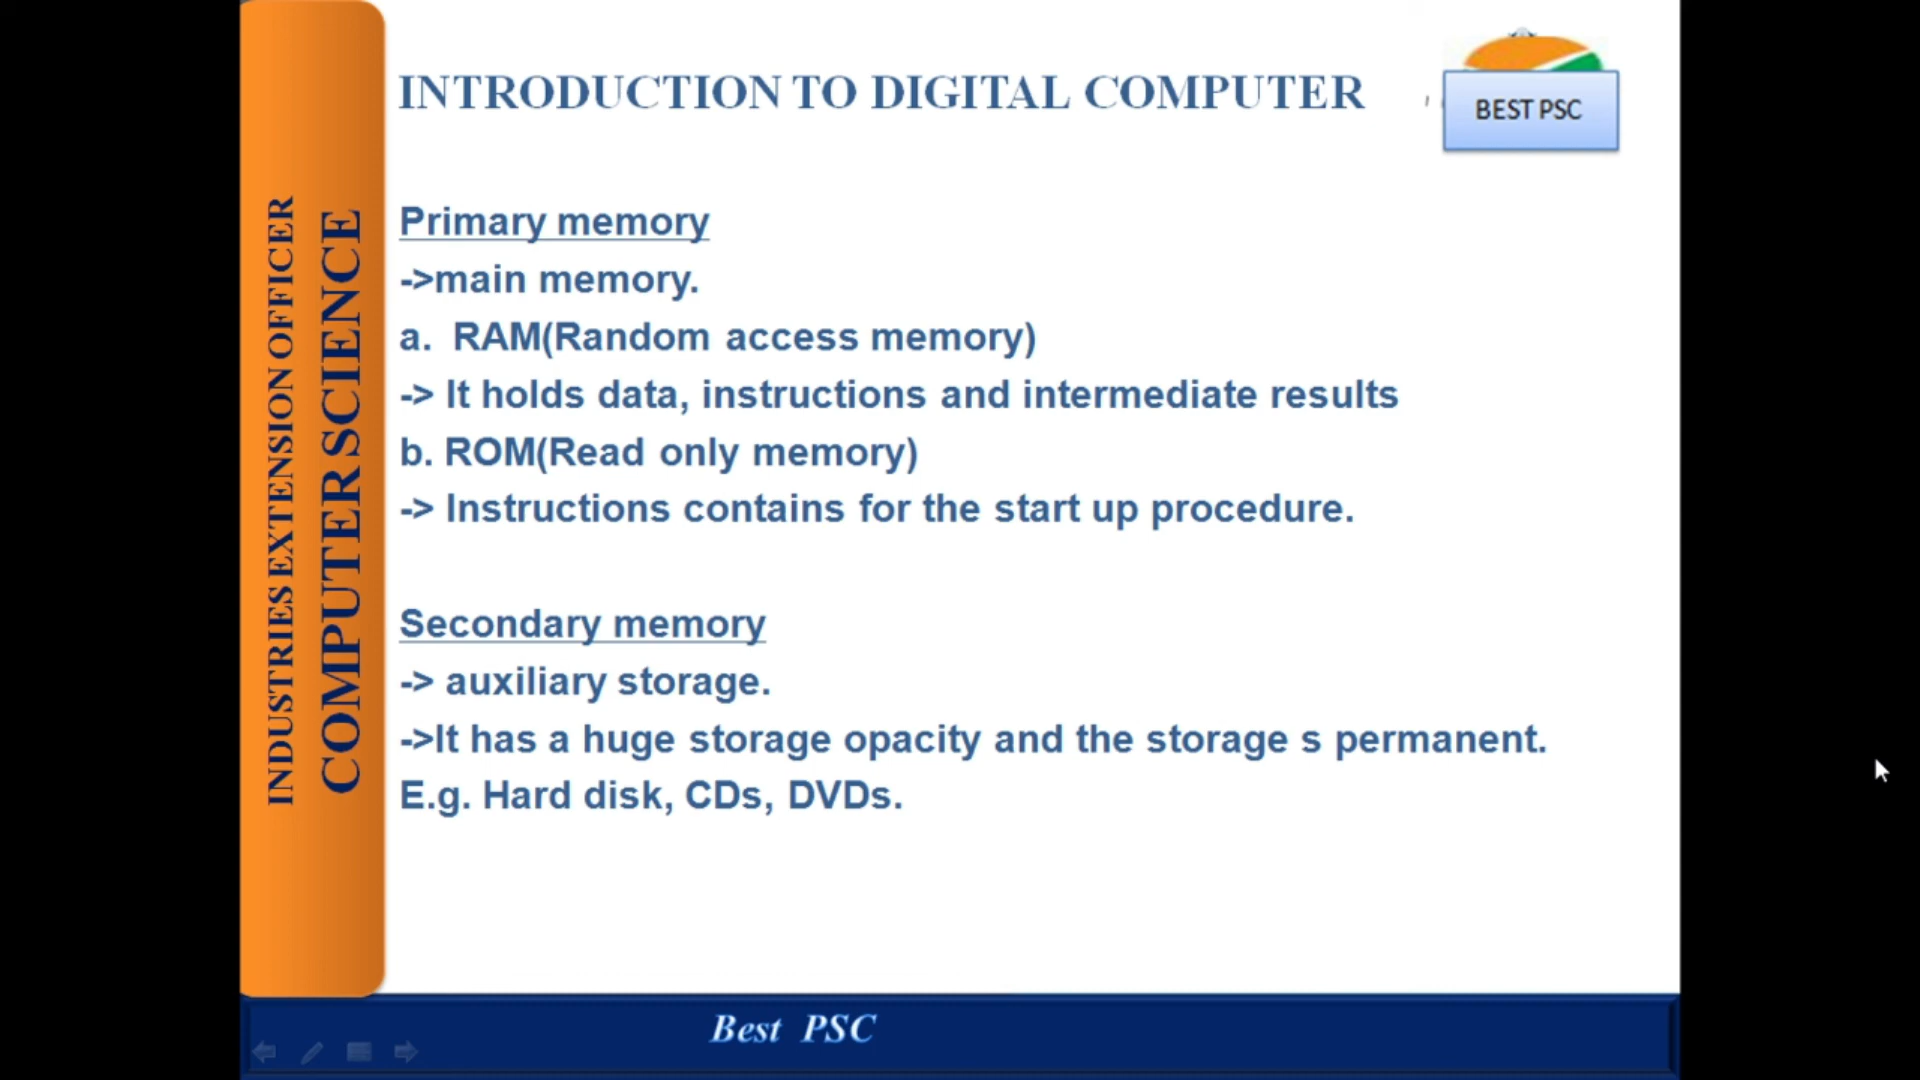 INTRODUCTION TO DIGITAL COMPUTER
BEST PSC
INDUSTRIES EXTENSION OFFICER
COMPUTER SCIENCE
Primary memory
->main memory.
a. RAM(Random access memory)
-> It holds data, instructions and intermediate results
b. ROM(Read only memory)
-> Instructions contains for the start up procedure.
Secondary memory
-> auxiliary storage.
->It has a huge storage opacity and the storage s permanent.
E.g. Hard disk, CDs, DVDs.
Best PSC